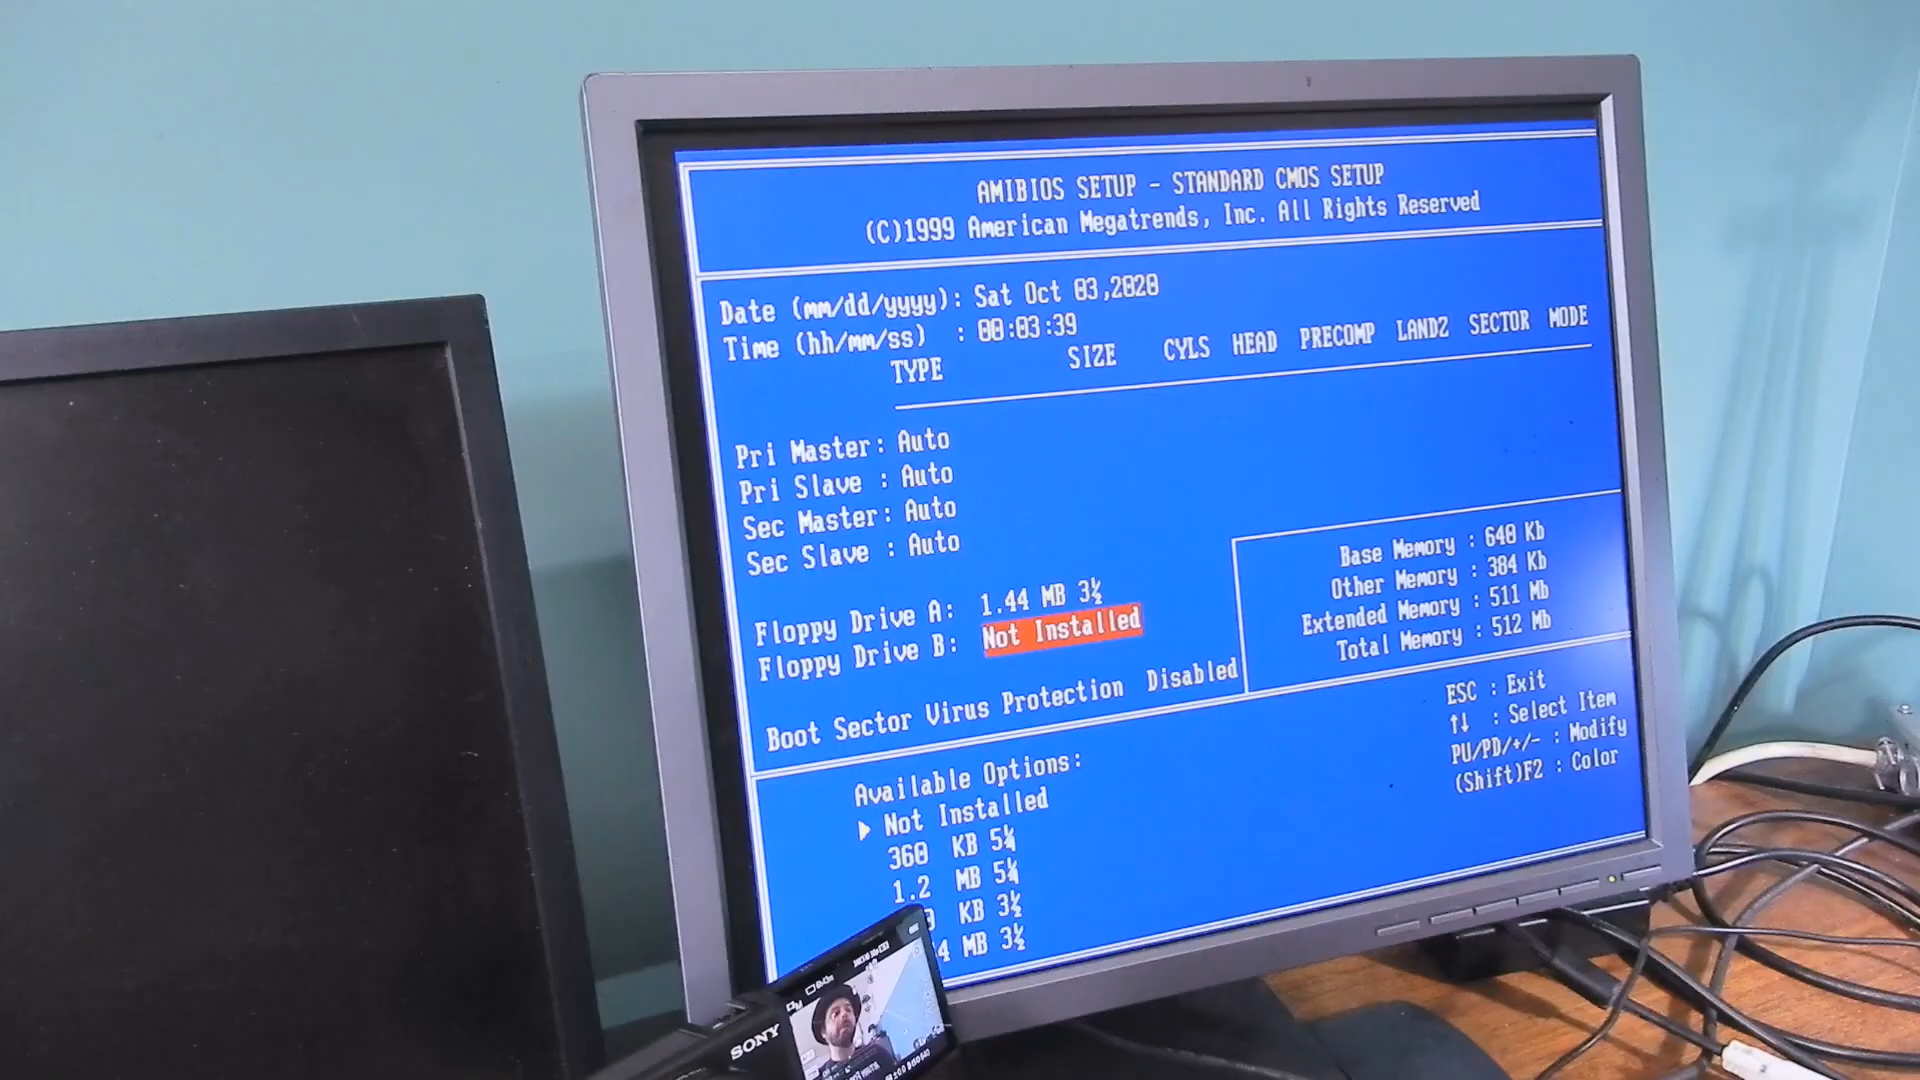 AMIBIOS SETUP - STANDARD CMOS SETUP
(C)1999 American Megatrends, Inc. All Rights Reserved
Date (mm/dd/yyyy): Sat Oct 03,2020
Time (hh/mm/ss) : 00:03:39
TYPE SIZE CYLS HEAD PRECOMP LANDZ SECTOR MODE
Pri Master: Auto
Pri Slave : Auto
Sec Master: Auto
Sec Slave : Auto
Floppy Drive A: 1.44 MB 3½
Floppy Drive B: Not Installed
Boot Sector Virus Protection Disabled
Base Memory : 640 Kb
Other Memory : 384 Kb
Extended Memory : 511 Mb
Total Memory : 512 Mb
Available Options:
▶ Not Installed
360 KB 5¼
1.2 MB 5¼
KB 3½
4 MB 3½
ESC : Exit
↑↓ : Select Item
PU/PD/+/- : Modify
(Shift)F2 : Color
SONY